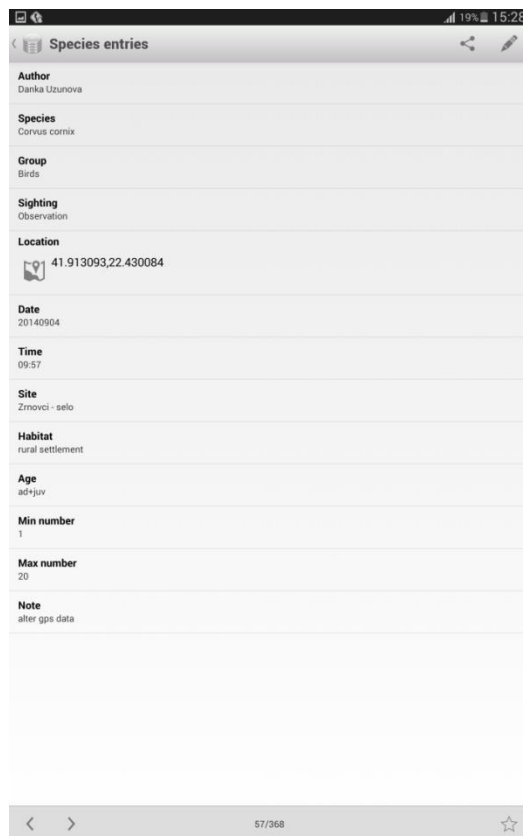 19% 15:28
Species entries
Author
Danka Uzunova
Species
Corvus cornix
Group
Birds
Sighting
Observation
Location
41.913093,22.430084
Date
20140904
Time
09:57
Site
Zrnovci - selo
Habitat
rural settlement
Age
ad+juv
Min number
1
Max number
20
Note
alter gps data
57/368